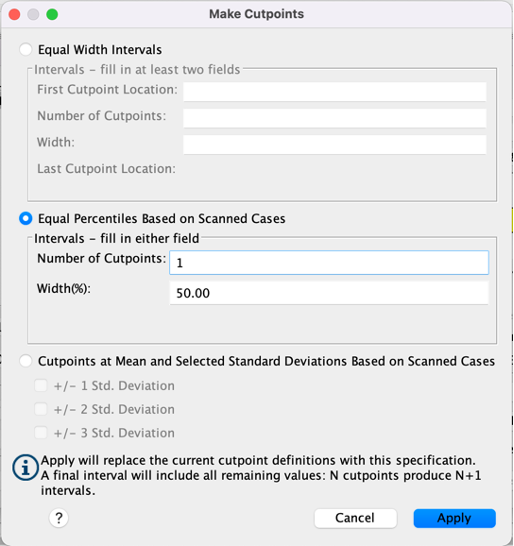 Make Cutpoints
Equal Width Intervals
Intervals - fill in at least two fields
First Cutpoint Location:
Number of Cutpoints:
Width:
Last Cutpoint Location:
Equal Percentiles Based on Scanned Cases
Intervals - fill in either field
Number of Cutpoints: 1
Width(%): 50.00
Cutpoints at Mean and Selected Standard Deviations Based on Scanned Cases
+/- 1 Std. Deviation
+/- 2 Std. Deviation
+/- 3 Std. Deviation
Apply will replace the current cutpoint definitions with this specification.
A final interval will include all remaining values: N cutpoints produce N+1
intervals.
? Cancel Apply